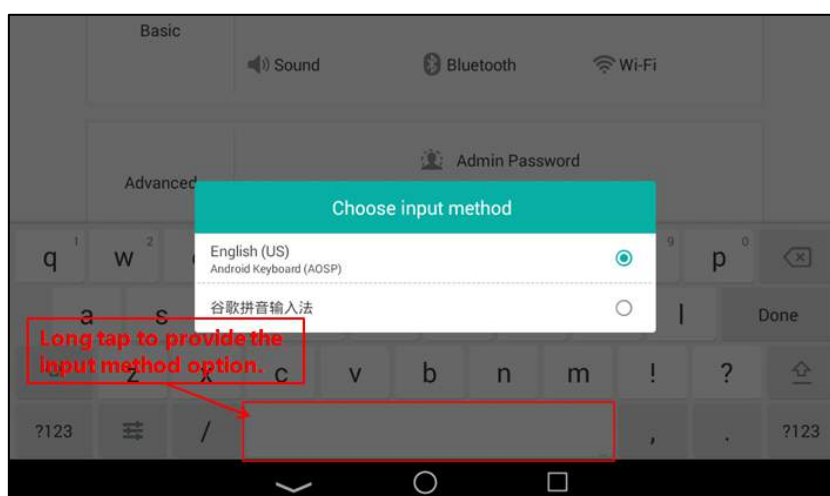 Basic
Sound
Bluetooth
Wi-Fi
Admin Password
Advanced
Choose input method
English (US)
Android Keyboard (AOSP)
谷歌拼音输入法
q 1 w 2 9 p 0
a s l Done
Long tap to provide the
input method option.
z x c v b n m ! ?
?123 / , . ?123